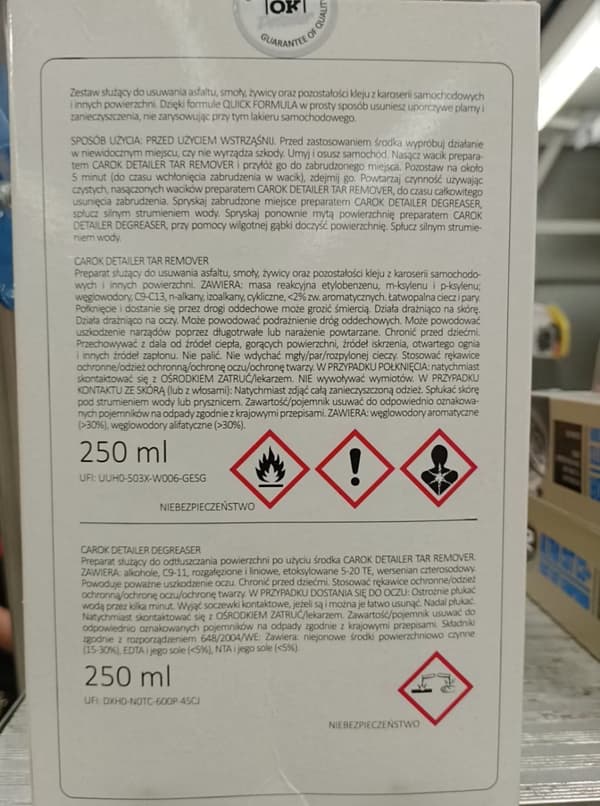 OK
GUARANTEE OF QUALITY
Zestaw służący do usuwania asfaltu, smoły, żywicy oraz pozostałości kleju z karoserii samochodowych
i innych powierzchni. Dzięki formule QUICK FORMULA w prosty sposób usuniesz uporczywe plamy i
zanieczyszczenia, nie zarysowując przy tym lakieru samochodowego.
SPOSÓB UŻYCIA: PRZED UŻYCIEM WSTRZĄSNIJ. Przed zastosowaniem środka wypróbuj działanie
w niewidocznym miejscu, czy nie wyrządza szkody. Umyj i osusz samochód. Nasącz wacik prepara-
tem CAROK DETAILER TAR REMOVER i przyłóż go do zabrudzonego miejsca. Pozostaw na około
5 minut (do czasu wchłonięcia zabrudzenia w wacik), zdejmij go. Powtarzaj czynność używając
czystych, nasączonych wacików preparatem CAROK DETAILER TAR REMOVER, do czasu całkowitego
usunięcia zabrudzenia. Spryskaj zabrudzone miejsce preparatem CAROK DETAILER DEGREASER,
spłucz silnym strumieniem wody. Spryskaj ponownie mytą powierzchnię preparatem CAROK
DETAILER DEGREASER, przy pomocy wilgotnej gąbki doczyść powierzchnię. Spłucz silnym strumie-
niem wody.
CAROK DETAILER TAR REMOVER
Preparat służący do usuwania asfaltu, smoły, żywicy oraz pozostałości kleju z karoserii samochodo-
wych i innych powierzchni. ZAWIERA: masa reakcyjna etylobenzenu, m-ksylenu i p-ksylenu;
węglowodory, C9-C13, n-alkany, izoalkany, cykliczne, <2% zw. aromatycznych. Łatwopalna ciecz i pary.
Połknięcie i dostanie się przez drogi oddechowe może grozić śmiercią. Działa drażniąco na skórę.
Działa drażniąco na oczy. Może powodować podrażnienie dróg oddechowych. Może powodować
uszkodzenie narządów poprzez długotrwałe lub narażenie powtarzane. Chronić przed dziećmi.
Przechowywać z dala od źródeł ciepła, gorących powierzchni, źródeł iskrzenia, otwartego ognia
i innych źródeł zapłonu. Nie palić. Nie wdychać mgły/par/rozpylonej cieczy. Stosować rękawice
ochronne/odzież ochronną/ochronę oczu/ochronę twarzy. W PRZYPADKU POŁKNIĘCIA: natychmiast
skontaktować się z OŚRODKIEM ZATRUĆ/lekarzem. NIE wywoływać wymiotów. W PRZYPADKU
KONTAKTU ZE SKÓRĄ (lub z włosami): Natychmiast zdjąć całą zanieczyszczoną odzież. Spłukać skórę
pod strumieniem wody lub prysznicem. Zawartość/pojemnik usuwać do odpowiednio oznakowa-
nych pojemników na odpady zgodnie z krajowymi przepisami. ZAWIERA: węglowodory aromatyczne
(>30%), węglowodory alifatyczne (>30%).
250 ml
UFI: UUH0-503X-W006-GESG
NIEBEZPIECZEŃSTWO
CAROK DETAILER DEGREASER
Preparat służący do odtłuszczania powierzchni po użyciu środka CAROK DETAILER TAR REMOVER.
ZAWIERA: alkohole, C9-11, rozgałęzione i liniowe, etoksylowane 5-20 TE, wersenian czterosodowy.
Powoduje poważne uszkodzenie oczu. Chronić przed dziećmi. Stosować rękawice ochronne/odzież
ochronną/ochronę oczu/ochronę twarzy. W PRZYPADKU DOSTANIA SIĘ DO OCZU: Ostrożnie płukać
wodą przez kilka minut. Wyjąć soczewki kontaktowe, jeżeli są i można je łatwo usunąć. Nadal płukać.
Natychmiast skontaktować się z OŚRODKIEM ZATRUĆ/lekarzem. Zawartość/pojemnik usuwać do
odpowiednio oznakowanych pojemników na odpady zgodnie z krajowymi przepisami. Składniki
zgodnie z rozporządzeniem 648/2004/WE: Zawiera: niejonowe środki powierzchniowo czynne
(15-30%), EDTA i jego sole (<5%), NTA i jego sole (<5%).
250 ml
UFI: DXH0-N0TC-600P-45CJ
NIEBEZPIECZEŃSTWO